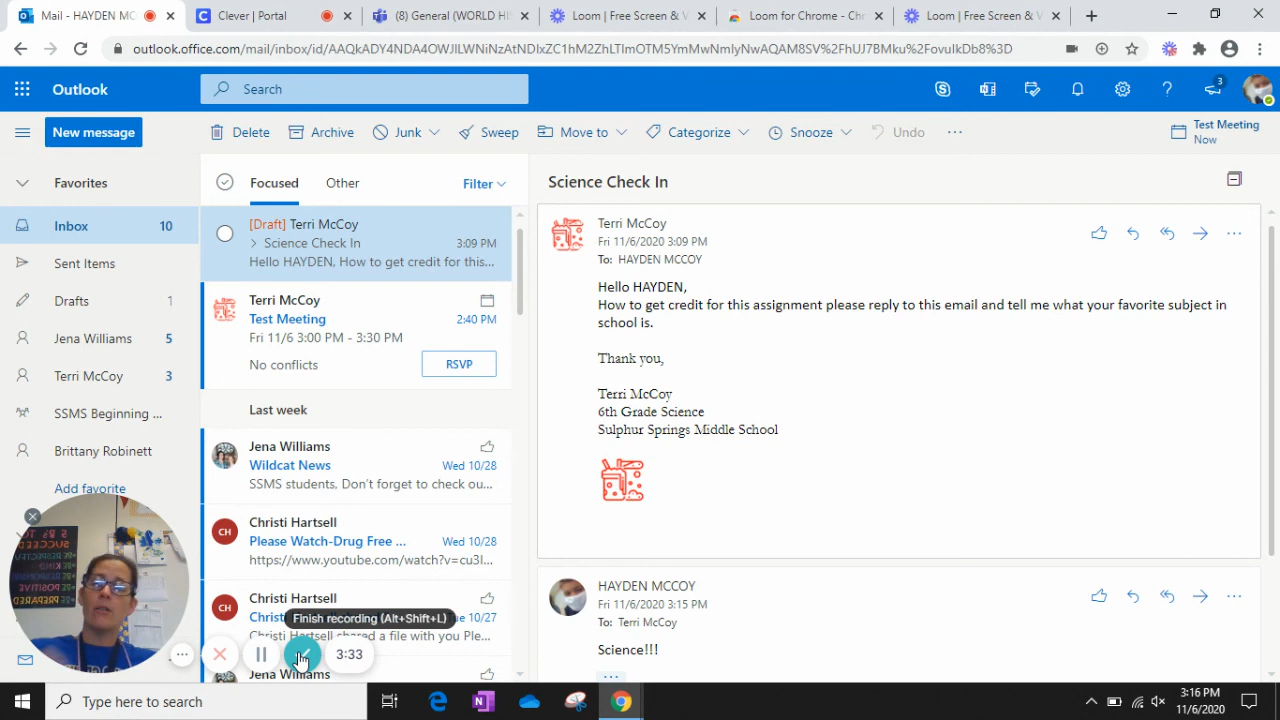 Mail - HAYDEN MC
Clever | Portal
(8) General (WORLD HIS
Loom | Free Screen & V
Loom for Chrome - Chr
Loom | Free Screen & V
outlook.office.com/mail/inbox/id/AAQkADY4NDA4OWJlLWNiNzAtNDIxZC1hM2ZhLTlmOTM5YmMwNmIyNwAQAM8SV%2FhUJ7BMku%2FovuIkDb8%3D
Outlook
Search
3
New message
Delete
Archive
Junk
Sweep
Move to
Categorize
Snooze
Undo
Test Meeting
Now
Favorites
Inbox 10
Sent Items
Drafts 1
Jena Williams 5
Terri McCoy 3
SSMS Beginning ...
Brittany Robinett
Add favorite
Focused
Other
Filter
[Draft] Terri McCoy
> Science Check In 3:09 PM
Hello HAYDEN, How to get credit for this...
Terri McCoy
Test Meeting 2:40 PM
Fri 11/6 3:00 PM - 3:30 PM
No conflicts
RSVP
Last week
Jena Williams
Wildcat News Wed 10/28
SSMS students, Don't forget to check ou...
CH
Christi Hartsell
Please Watch-Drug Free ... Wed 10/28
https://www.youtube.com/watch?v=cu3l...
CH
Christi Hartsell
Christi Hartsell sha Tue 10/27
Christi Hartsell shared a file with you Ple...
Jena Williams
Finish recording (Alt+Shift+L)
3:33
Science Check In
Terri McCoy
Fri 11/6/2020 3:09 PM
To: HAYDEN MCCOY
Hello HAYDEN,
How to get credit for this assignment please reply to this email and tell me what your favorite subject in
school is.
Thank you,
Terri McCoy
6th Grade Science
Sulphur Springs Middle School
HAYDEN MCCOY
Fri 11/6/2020 3:15 PM
To: Terri McCoy
Science!!!
Type here to search
3:16 PM
11/6/2020